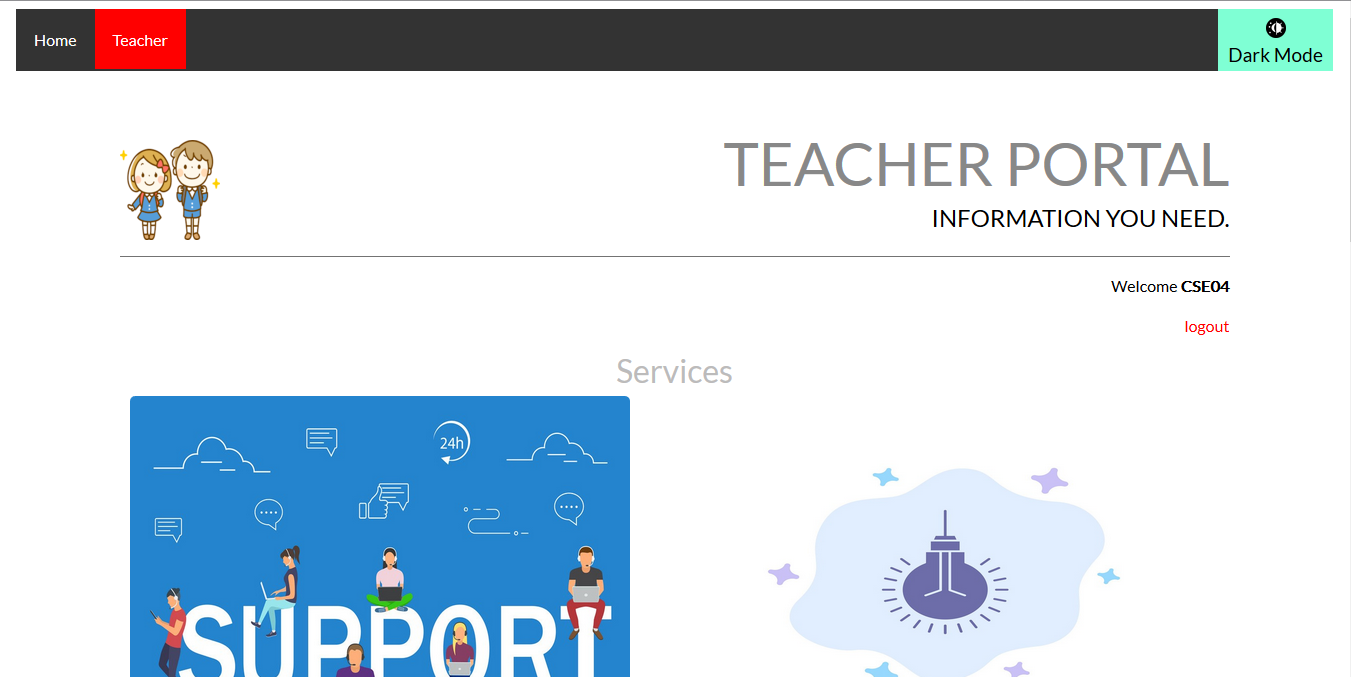 Home
Teacher
Dark Mode
TEACHER PORTAL
INFORMATION YOU NEED.
Welcome CSE04
logout
Services
24h
SUPPORT